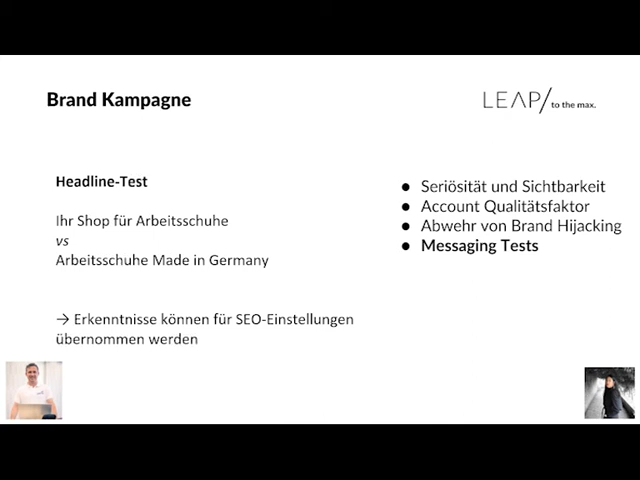 Brand Kampagne
LEAP/to the max.
Headline-Test
Ihr Shop für Arbeitsschuhe
vs
Arbeitsschuhe Made in Germany
→ Erkenntnisse können für SEO-Einstellungen
übernommen werden
● Seriösität und Sichtbarkeit
● Account Qualitätsfaktor
● Abwehr von Brand Hijacking
● Messaging Tests